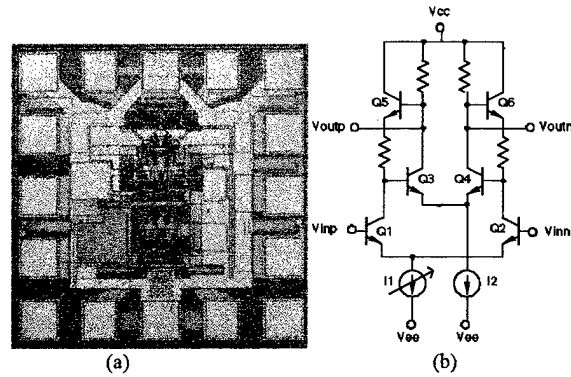 Vcc
Q5
Q6
Voutp
Voutn
Q3
Q4
Vinp
Q1
Q2
Vinn
I1
I2
Vee
Vee
(a)
(b)